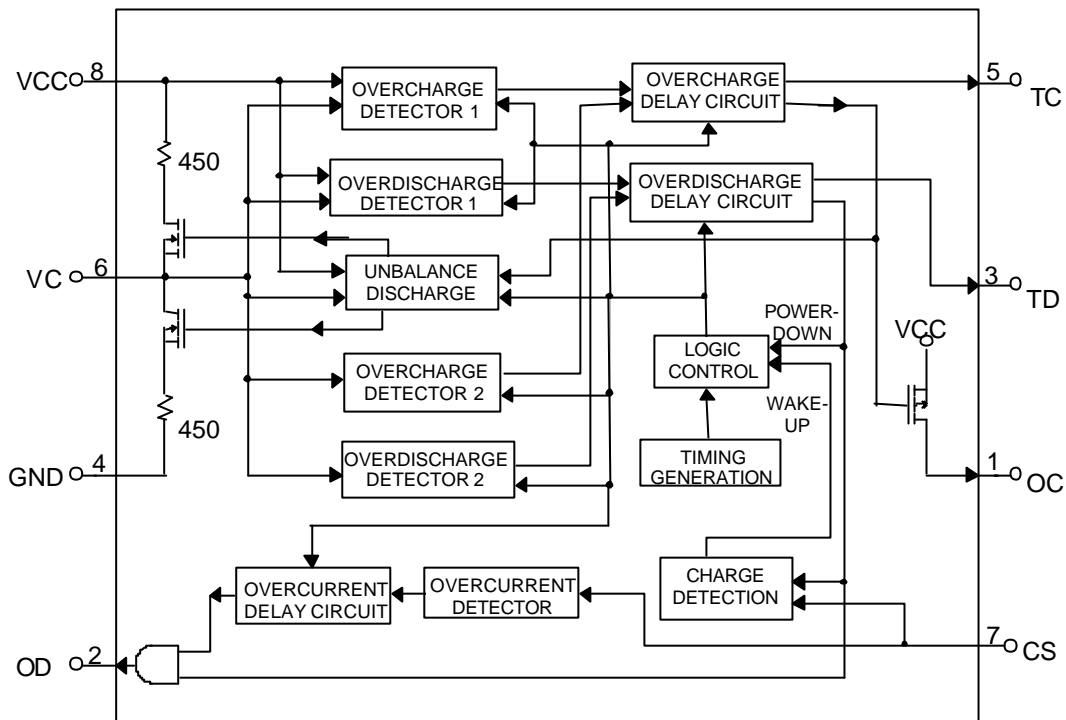 VCC
8
OVERCHARGE
DETECTOR 1
OVERCHARGE
DELAY CIRCUIT
5
TC
450
OVERDISCHARGE
DETECTOR 1
OVERDISCHARGE
DELAY CIRCUIT
VC
6
UNBALANCE
DISCHARGE
3
TD
POWER-
DOWN
VCC
LOGIC
CONTROL
OVERCHARGE
DETECTOR 2
WAKE-
UP
450
GND
4
OVERDISCHARGE
DETECTOR 2
TIMING
GENERATION
1
OC
OVERCURRENT
DELAY CIRCUIT
OVERCURRENT
DETECTOR
CHARGE
DETECTION
OD
2
7
CS